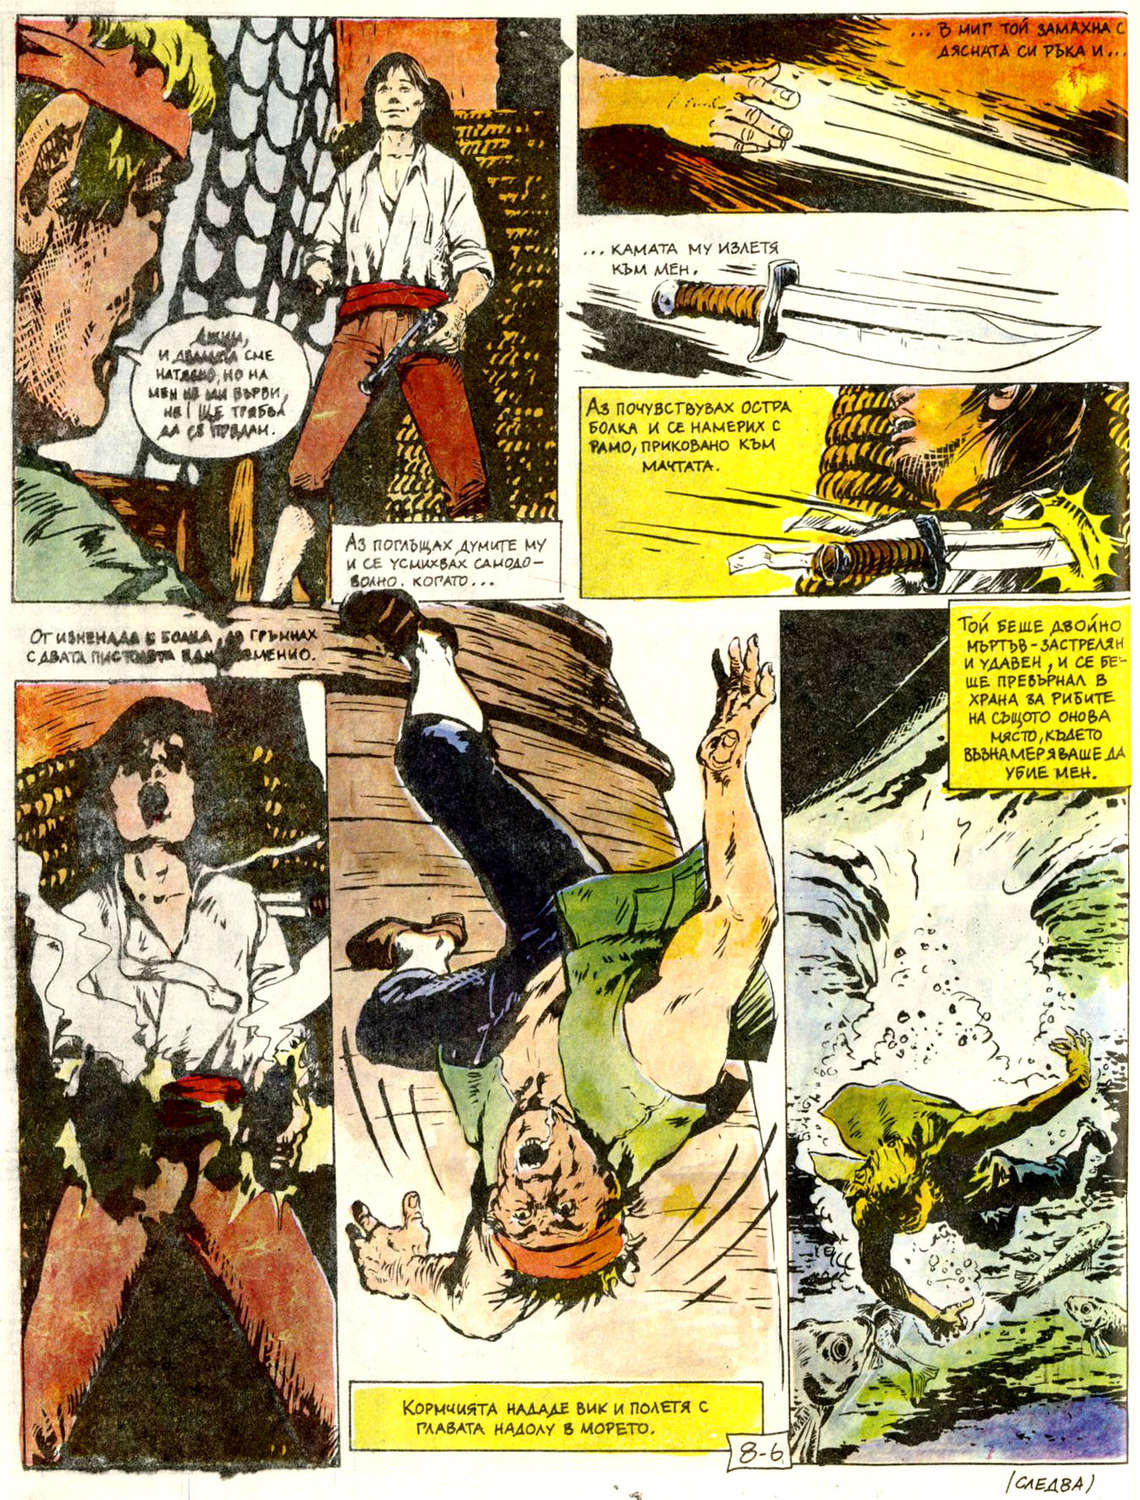 Джим,
и двамата сме
натясно, но на
мен не ми върви,
не! Ще трябва
да се предам.
Аз поглъщах думите му
и се усмихвах самодо-
волно. Когато...
... В миг той замахна с
дясната си ръка и...
...камата му излетя
към мен.
Аз почувствувах остра
болка и се намерих с
рамо, приковано към
мачтата.
От изненада и болка, аз гръмнах
с двата пистолета
Кормчията нададе вик и полетя с
главата надолу в морето.
Той беше двойно
мъртъв - застрелян
и удавен, и се бе-
ше превърнал в
храна за рибите
на същото онова
място, където
възнамеряваше да
убие мен.
8-6
/следва/